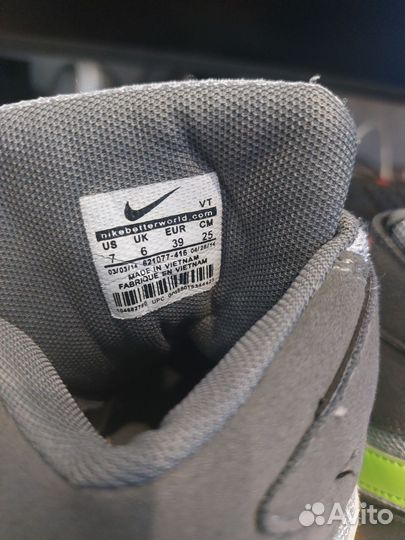 VT
nikebetterworld.com
US UK EUR CM
7 6 39 25
03/03/14 621077-415 04/28/14
MADE IN VIETNAM
FABRIQUE EN VIETNAM
UPC
Avito